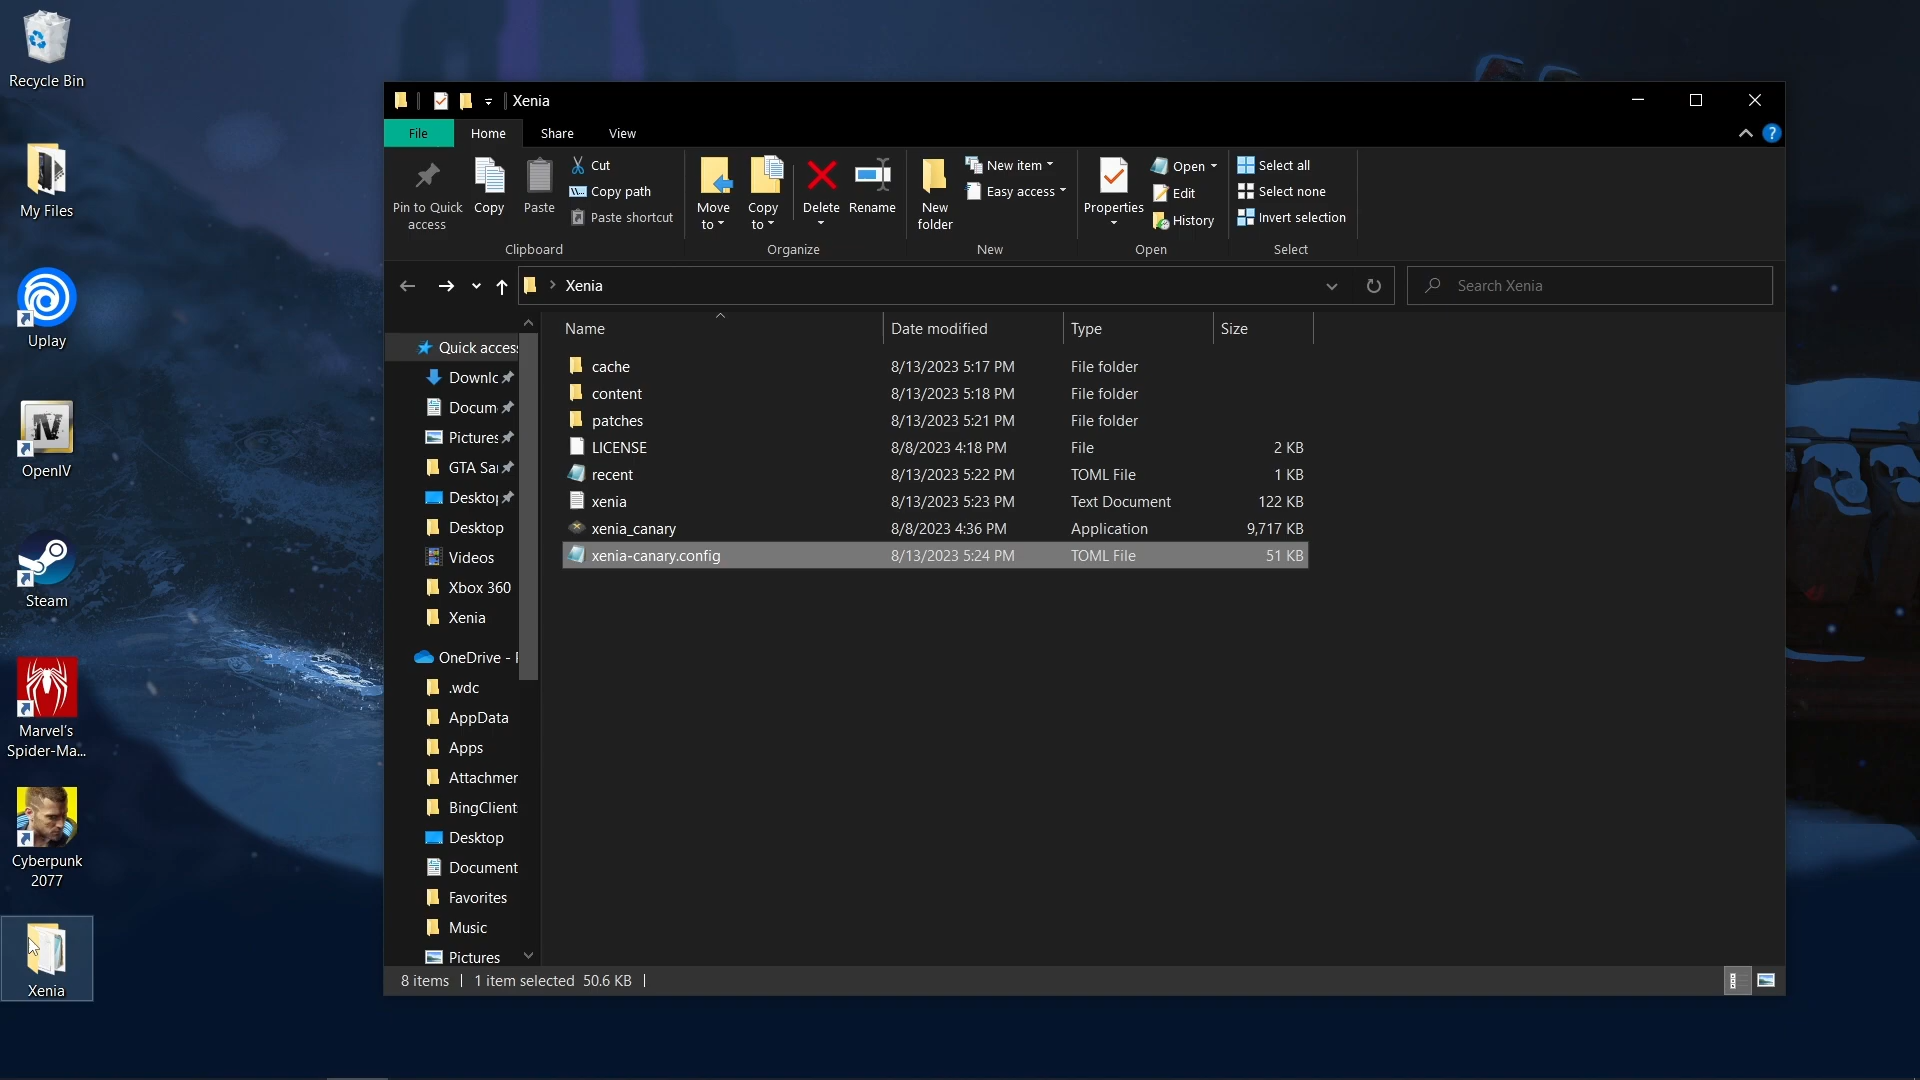 Recycle Bin
My Files
Uplay
OpenIV
Steam
Marvel's
Spider-Ma...
Cyberpunk
2077
Xenia
Xenia
File Home Share View
Pin to Quick
access
Copy
Paste
Cut
Copy path
Paste shortcut
Clipboard
Move
to
Copy
to
Delete
Rename
Organize
New
folder
New item
Easy access
New
Properties
Open
Edit
History
Open
Select all
Select none
Invert selection
Select
Xenia
Search Xenia
Quick acces
Downlc
Docum
Pictures
GTA Sa
Desktop
Desktop
Videos
Xbox 360
Xenia
OneDrive -
.wdc
AppData
Apps
Attachmer
BingClient
Desktop
Document
Favorites
Music
Pictures
Name Date modified Type Size
cache 8/13/2023 5:17 PM File folder
content 8/13/2023 5:18 PM File folder
patches 8/13/2023 5:21 PM File folder
LICENSE 8/8/2023 4:18 PM File 2 KB
recent 8/13/2023 5:22 PM TOML File 1 KB
xenia 8/13/2023 5:23 PM Text Document 122 KB
xenia_canary 8/8/2023 4:36 PM Application 9,717 KB
xenia-canary.config 8/13/2023 5:24 PM TOML File 51 KB
8 items 1 item selected 50.6 KB